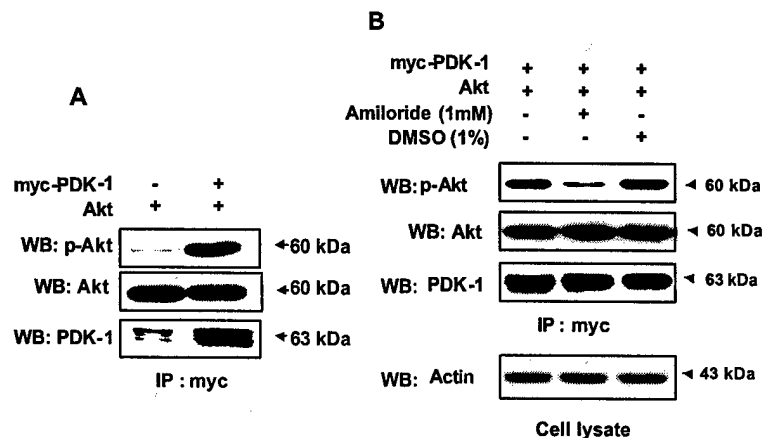 A
myc-PDK-1 - +
Akt + +
WB: p-Akt ◄60 kDa
WB: Akt ◄60 kDa
WB: PDK-1 ◄63 kDa
IP : myc
B
myc-PDK-1 + + +
Akt + + +
Amiloride (1mM) - + -
DMSO (1%) - - +
WB: p-Akt ◄ 60 kDa
WB: Akt ◄ 60 kDa
WB: PDK-1 ◄ 63 kDa
IP : myc
WB: Actin ◄ 43 kDa
Cell lysate